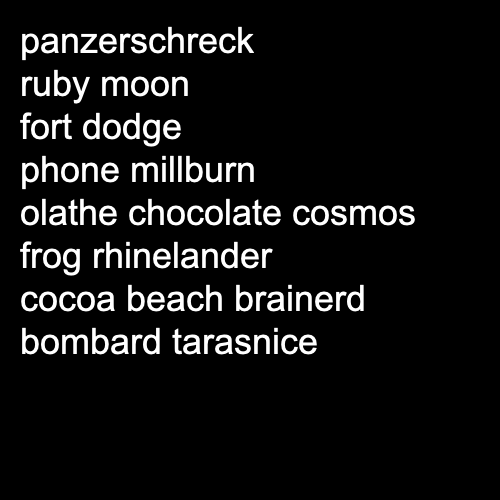 panzerschreck
ruby moon
fort dodge
phone millburn
olathe chocolate cosmos
frog rhinelander
cocoa beach brainerd
bombard tarasnice